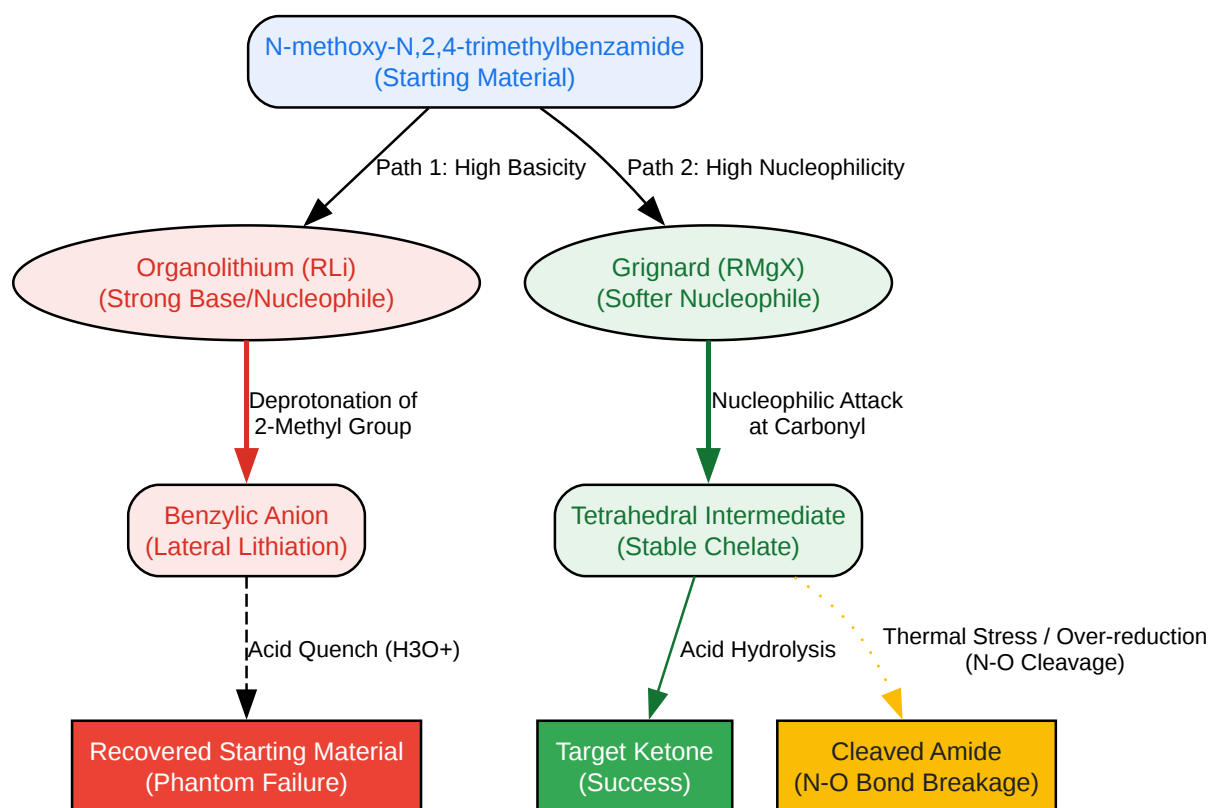 N-methoxy-N,2,4-trimethylbenzamide
(Starting Material)
Path 1: High Basicity
Path 2: High Nucleophilicity
Organolithium (RLi)
(Strong Base/Nucleophile)
Grignard (RMgX)
(Softer Nucleophile)
Deprotonation of
2-Methyl Group
Nucleophilic Attack
at Carbonyl
Benzylic Anion
(Lateral Lithiation)
Tetrahedral Intermediate
(Stable Chelate)
Acid Quench (H3O+)
Acid Hydrolysis
Thermal Stress / Over-reduction
(N-O Cleavage)
Recovered Starting Material
(Phantom Failure)
Target Ketone
(Success)
Cleaved Amide
(N-O Bond Breakage)